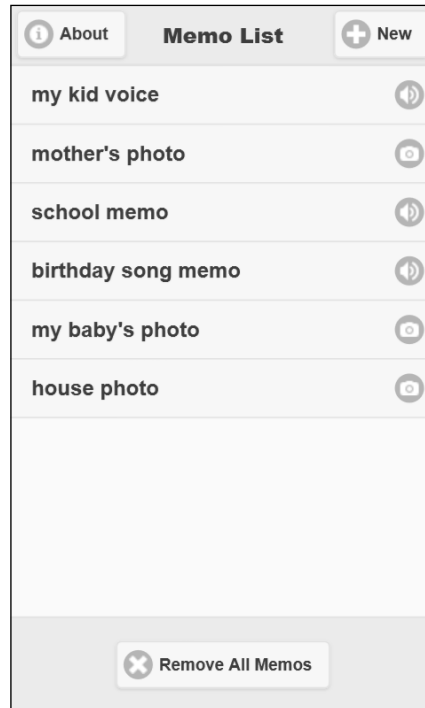 About Memo List New
my kid voice
mother's photo
school memo
birthday song memo
my baby's photo
house photo
Remove All Memos